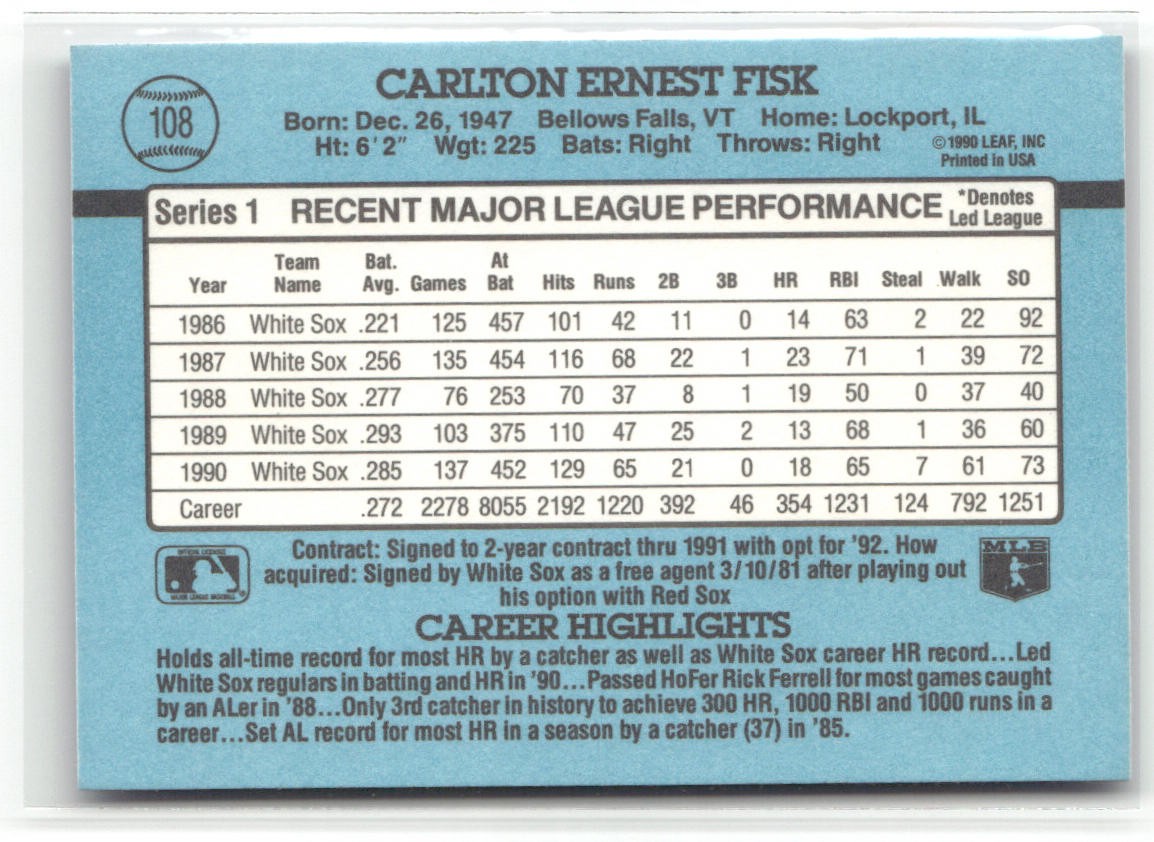 108
CARLTON ERNEST FISK
Born: Dec. 26, 1947 Bellows Falls, VT Home: Lockport, IL
Ht: 6'2" Wgt: 225 Bats: Right Throws: Right
©1990 LEAF, INC
Printed in USA
Series 1 RECENT MAJOR LEAGUE PERFORMANCE *Denotes Led League
Year Team Name Bat. Avg. Games At Bat Hits Runs 2B 3B HR RBI Steal Walk SO
1986 White Sox .221 125 457 101 42 11 0 14 63 2 22 92
1987 White Sox .256 135 454 116 68 22 1 23 71 1 39 72
1988 White Sox .277 76 253 70 37 8 1 19 50 0 37 40
1989 White Sox .293 103 375 110 47 25 2 13 68 1 36 60
1990 White Sox .285 137 452 129 65 21 0 18 65 7 61 73
Career .272 2278 8055 2192 1220 392 46 354 1231 124 792 1251
OFFICIAL LICENSEE
MAJOR LEAGUE BASEBALL
®
Contract: Signed to 2-year contract thru 1991 with opt for '92. How
acquired: Signed by White Sox as a free agent 3/10/81 after playing out
his option with Red Sox
MLB
CAREER HIGHLIGHTS
Holds all-time record for most HR by a catcher as well as White Sox career HR record...Led
White Sox regulars in batting and HR in '90...Passed HoFer Rick Ferrell for most games caught
by an ALer in '88...Only 3rd catcher in history to achieve 300 HR, 1000 RBI and 1000 runs in a
career...Set AL record for most HR in a season by a catcher (37) in '85.